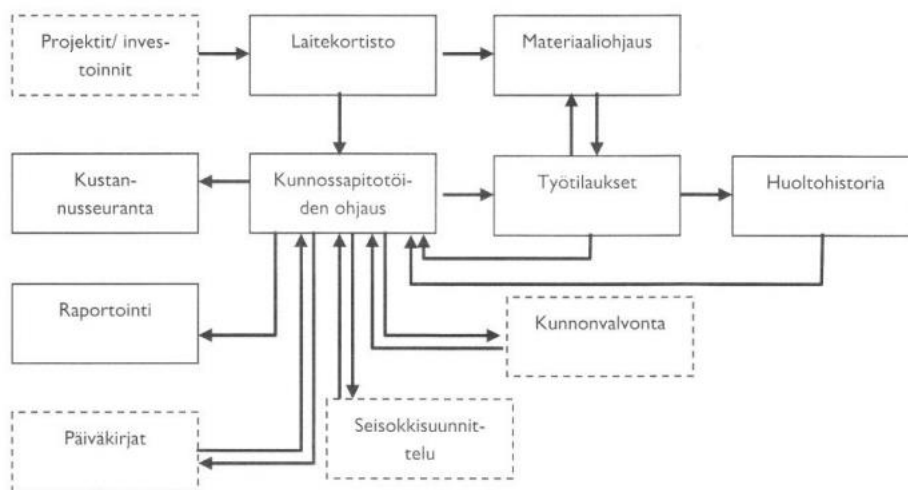 Projektit/ inves-
toinnit
Laitekortisto
Materiaaliohjaus
Kustan-
nusseuranta
Kunnossapitotöi-
den ohjaus
Työtilaukset
Huoltohistoria
Raportointi
Kunnonvalvonta
Päiväkirjat
Seisokkisuunnit-
telu